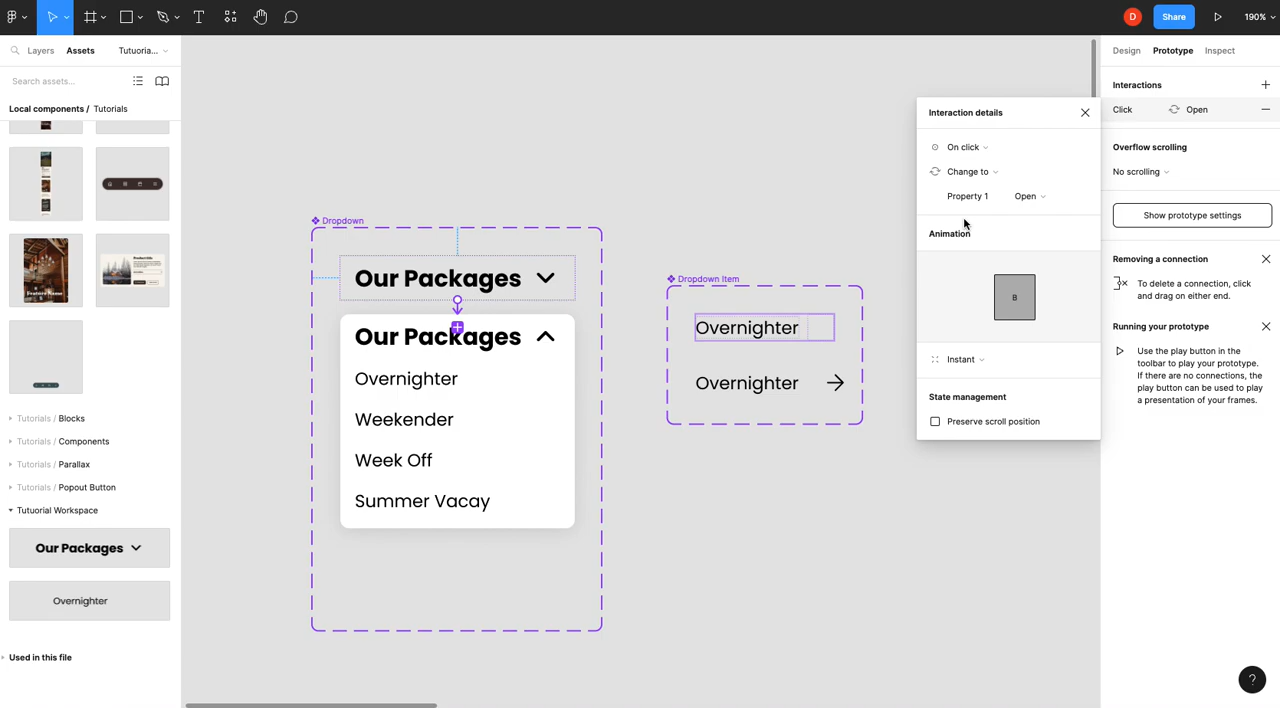 D
Share
190%
Layers
Assets
Tutuoria...
Search assets...
Local components / Tutorials
Tutorials / Blocks
Tutorials / Components
Tutorials / Parallax
Tutorials / Popout Button
Tutuorial Workspace
Our Packages
Overnighter
Used in this file
Dropdown
Our Packages
Our Packages
Overnighter
Weekender
Week Off
Summer Vacay
Dropdown Item
Overnighter
Overnighter
Interaction details
On click
Change to
Property 1 Open
Animation
B
Instant
State management
Preserve scroll position
Design Prototype Inspect
Interactions
Click Open
Overflow scrolling
No scrolling
Show prototype settings
Removing a connection
To delete a connection, click
and drag on either end.
Running your prototype
Use the play button in the
toolbar to play your prototype.
If there are no connections, the
play button can be used to play
a presentation of your frames.
?